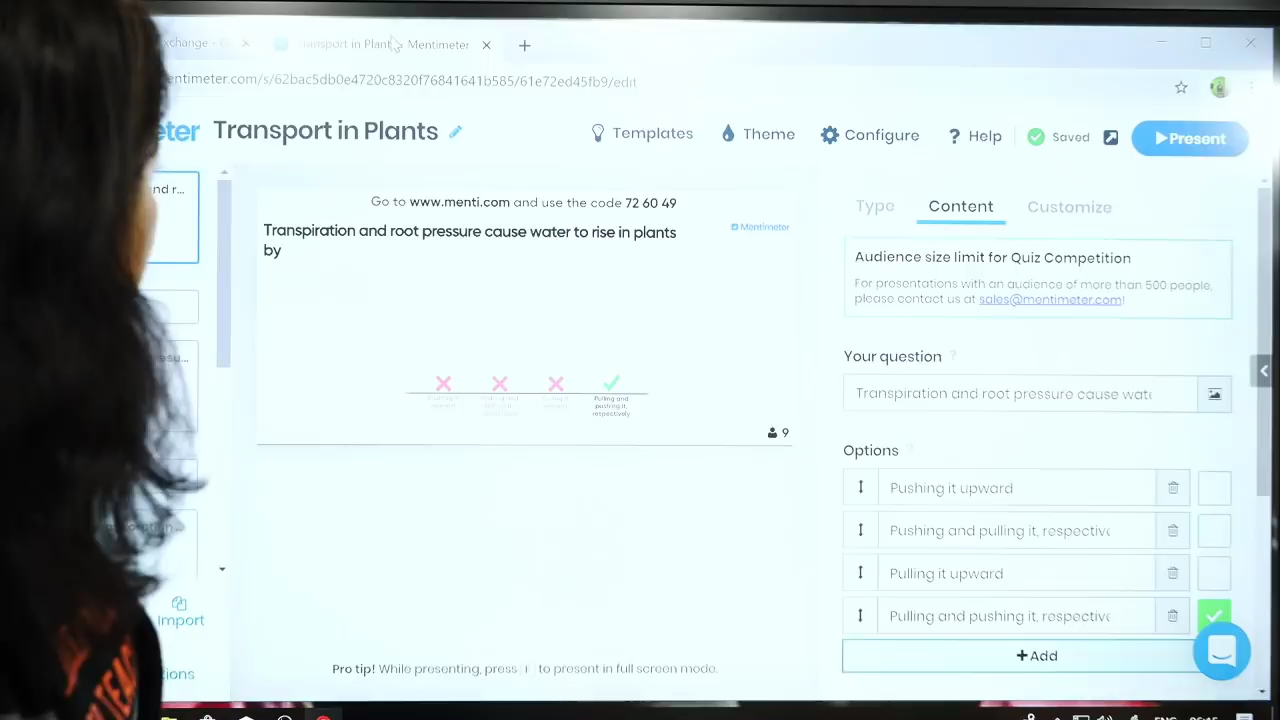 xchange -
ransport in Plant Mentimeter
entimeter.com/s/62bac5db0e4720c8320f76841641b585/61e72ed45fb9/edit
eter Transport in Plants
Templates Theme Configure Help Saved Present
nd r...
Go to www.menti.com and use the code 72 60 49
Transpiration and root pressure cause water to rise in plants
by
Mentimeter
Pulling and
pushing it,
respectively
9
Pro tip! While presenting, press F to present in full screen mode.
Import
ions
Type Content Customize
Audience size limit for Quiz Competition
For presentations with an audience of more than 500 people,
please contact us at sales@mentimeter.com!
Your question ?
Transpiration and root pressure cause wate
Options ?
Pushing it upward
Pushing and pulling it, respective
Pulling it upward
Pulling and pushing it, respective
+Add